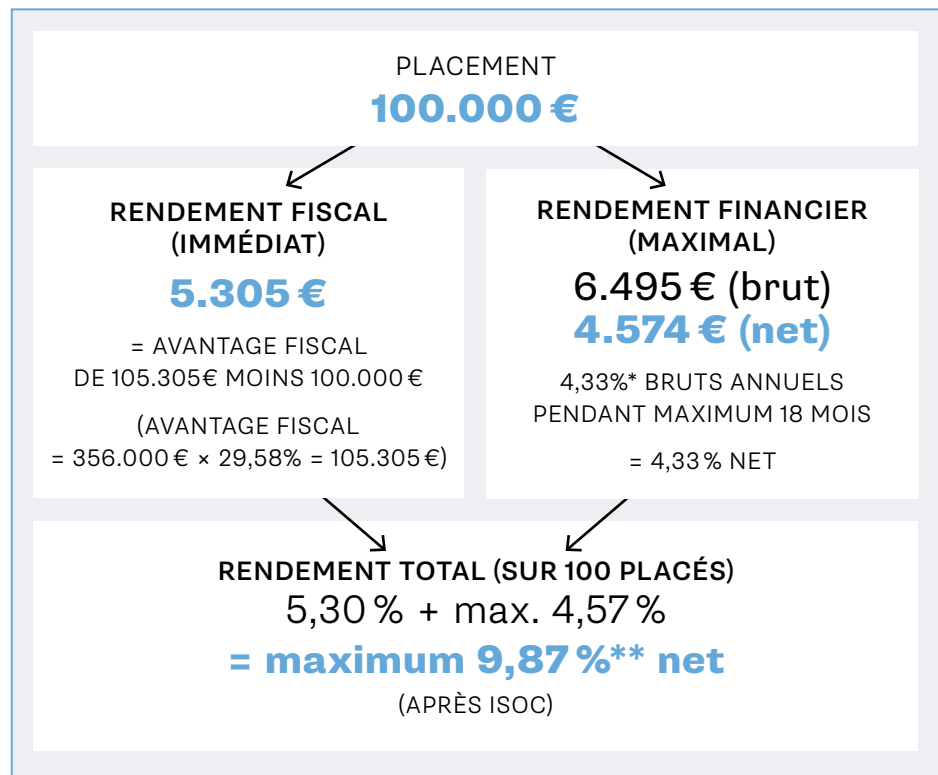 PLACEMENT
100.000 €
RENDEMENT FISCAL
(IMMÉDIAT)
5.305 €
= AVANTAGE FISCAL
DE 105.305€ MOINS 100.000 €
(AVANTAGE FISCAL
= 356.000 € × 29,58% = 105.305 €)
RENDEMENT FINANCIER
(MAXIMAL)
6.495 € (brut)
4.574 € (net)
4,33%* BRUTS ANNUELS
PENDANT MAXIMUM 18 MOIS
= 4,33 % NET
RENDEMENT TOTAL (SUR 100 PLACÉS)
5,30 % + max. 4,57 %
= maximum 9,87 %** net
(APRÈS ISOC)